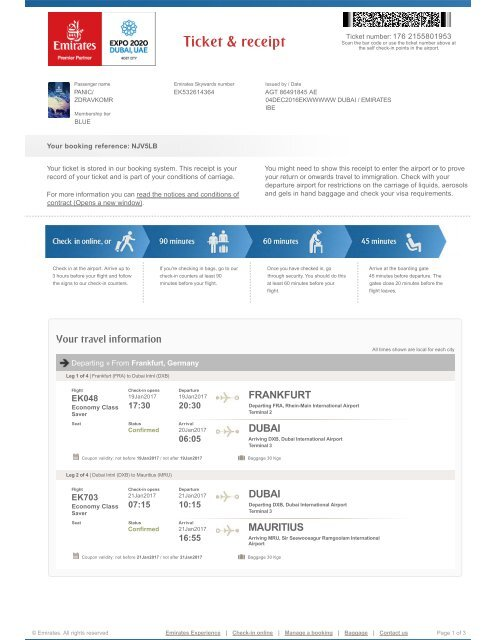 Emirates
Premier Partner
EXPO 2020
DUBAI, UAE
HOST CITY
Ticket & receipt
Ticket number: 176 2155801953
Scan the bar code or use the ticket number above at
the self check-in points in the airport.
Passenger name
PANIC/
ZDRAVKOMR
Membership tier
BLUE
Emirates Skywards number
EK532614364
Issued by / Date
AGT 86491845 AE
04DEC2016EKWWWWW DUBAI / EMIRATES
IBE
Your booking reference: NJV5LB
Your ticket is stored in our booking system. This receipt is your
record of your ticket and is part of your conditions of carriage.
For more information you can read the notices and conditions of
contract (Opens a new window).
You might need to show this receipt to enter the airport or to prove
your return or onwards travel to immigration. Check with your
departure airport for restrictions on the carriage of liquids, aerosols
and gels in hand baggage and check your visa requirements.
Check in online, or
90 minutes
60 minutes
45 minutes
Check in at the airport. Arrive up to
3 hours before your flight and follow
the signs to our check-in counters.
If you're checking in bags, go to our
check-in counters at least 90
minutes before your flight.
Once you have checked in, go
through security. You should do this
at least 60 minutes before your
flight.
Arrive at the boarding gate
45 minutes before departure. The
gates close 20 minutes before the
flight leaves.
Your travel information
All times shown are local for each city
Departing » From Frankfurt, Germany
Leg 1 of 4 | Frankfurt (FRA) to Dubai Intnl (DXB)
Flight
EK048
Economy Class
Saver
Seat
Check-in opens
19Jan2017
17:30
Status
Confirmed
Departure
19Jan2017
20:30
Arrival
20Jan2017
06:05
FRANKFURT
Departing FRA, Rhein-Main International Airport
Terminal 2
DUBAI
Arriving DXB, Dubai International Airport
Terminal 3
Coupon validity: not before 19Jan2017 / not after 19Jan2017
Baggage 30 Kgs
Leg 2 of 4 | Dubai Intnl (DXB) to Mauritius (MRU)
Flight
EK703
Economy Class
Saver
Seat
Check-in opens
21Jan2017
07:15
Status
Confirmed
Departure
21Jan2017
10:15
Arrival
21Jan2017
16:55
DUBAI
Departing DXB, Dubai International Airport
Terminal 3
MAURITIUS
Arriving MRU, Sir Seewoosagur Ramgoolam International
Airport
Coupon validity: not before 21Jan2017 / not after 21Jan2017
Baggage 30 Kgs
© Emirates. All rights reserved
Emirates Experience | Check-in online | Manage a booking | Baggage | Contact us
Page 1 of 3